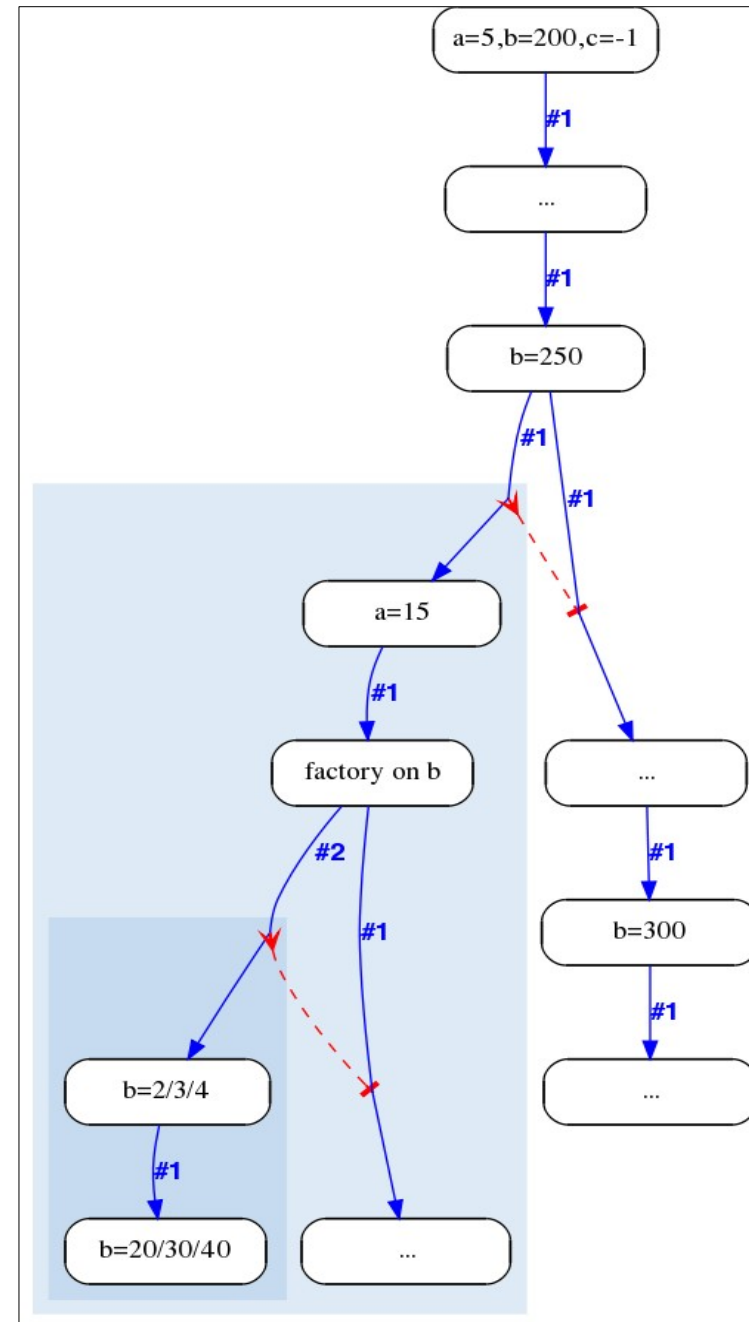 a=5,b=200,c=-1
#1
...
#1
b=250
#1
#1
a=15
#1
factory on b
...
#2
#1
#1
b=300
#1
b=2/3/4
...
#1
b=20/30/40
...